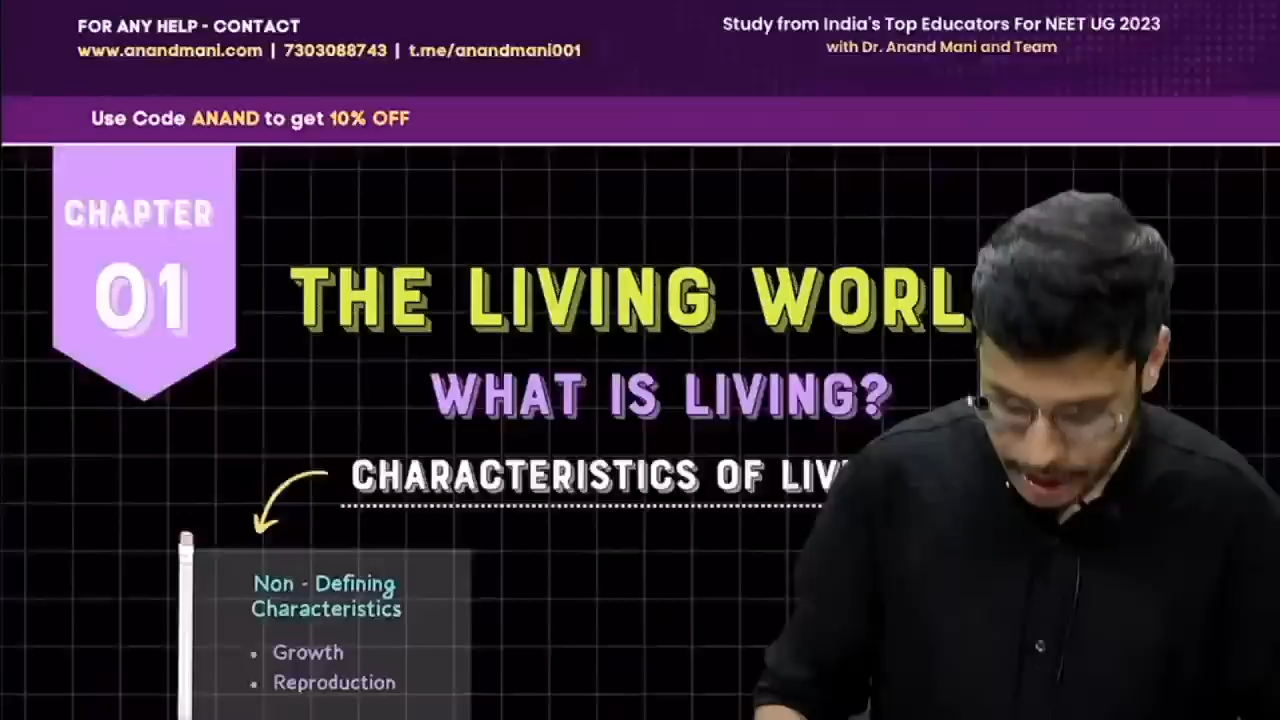 FOR ANY HELP - CONTACT
www.anandmani.com | 7303088743 | t.me/anandmani001
Study from India's Top Educators For NEET UG 2023
with Dr. Anand Mani and Team
Use Code ANAND to get 10% OFF
CHAPTER
01
THE LIVING WORL
WHAT IS LIVING?
CHARACTERISTICS OF LIV
Non - Defining
Characteristics
• Growth
• Reproduction